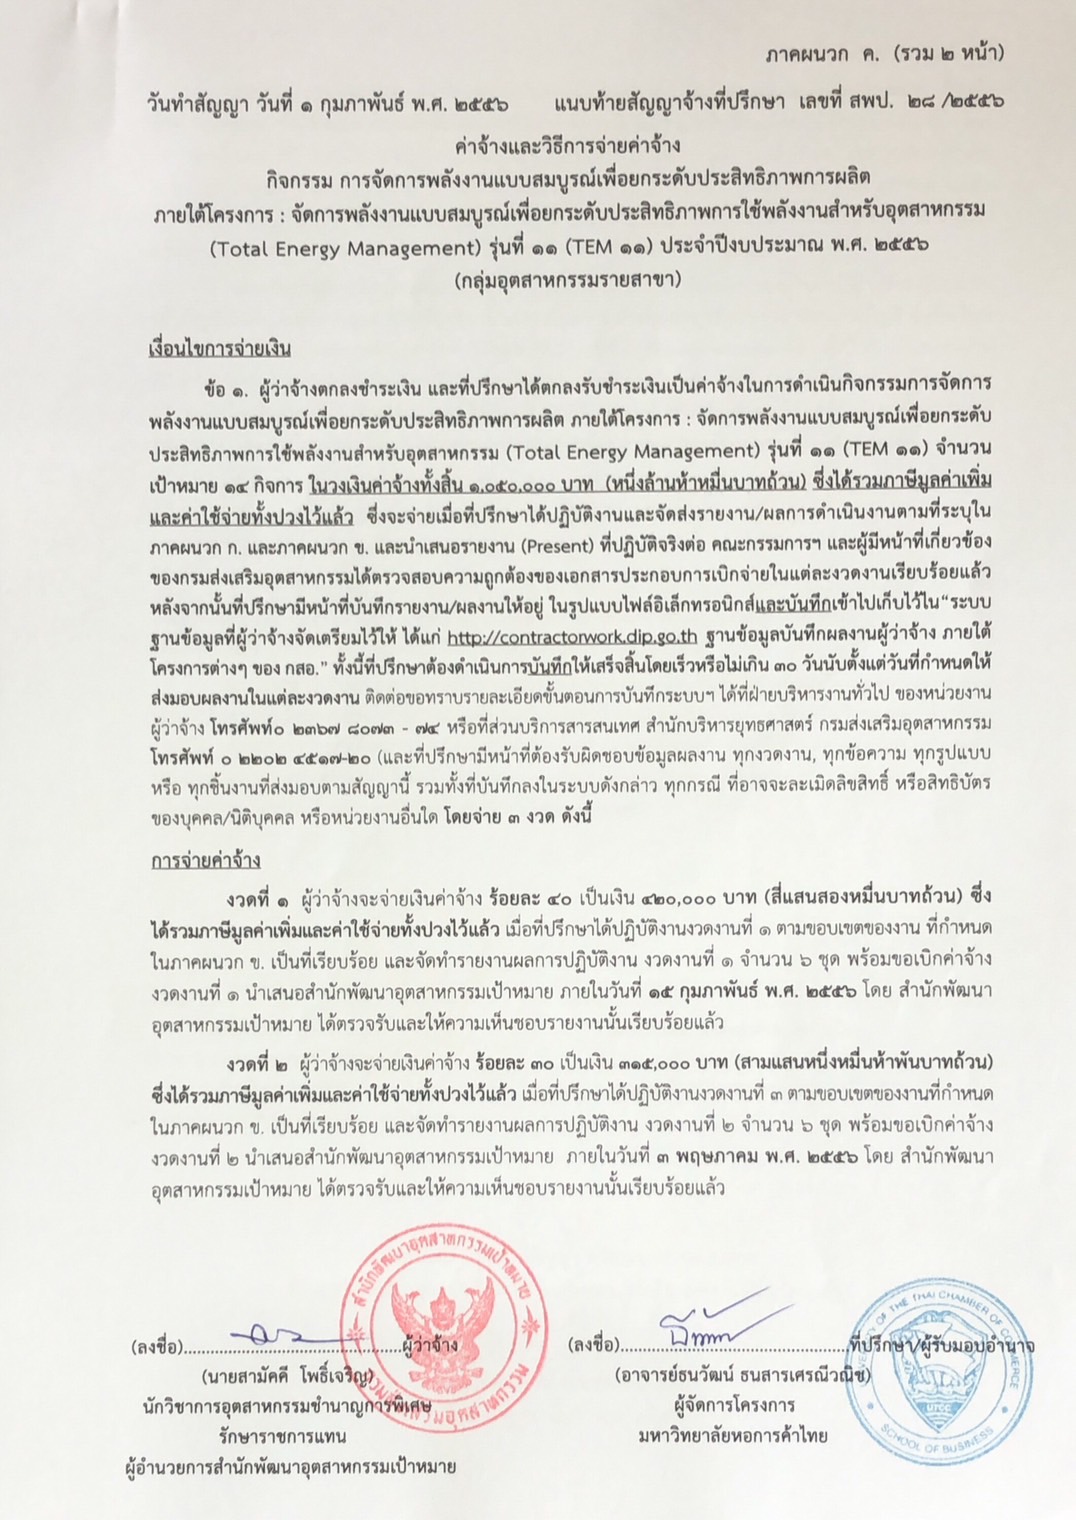 ภาคผนวก ค. (รวม ๒ หน้า)
วันทำสัญญา วันที่ ๑ กุมภาพันธ์ พ.ศ. ๒๕๕๖ แนบท้ายสัญญาจ้างที่ปรึกษา เลขที่ สพป. ๒๘ /๒๕๕๖
ค่าจ้างและวิธีการจ่ายค่าจ้าง
กิจกรรม การจัดการพลังงานแบบสมบูรณ์เพื่อยกระดับประสิทธิภาพการผลิต
ภายใต้โครงการ : จัดการพลังงานแบบสมบูรณ์เพื่อยกระดับประสิทธิภาพการใช้พลังงานสำหรับอุตสาหกรรม
(Total Energy Management) รุ่นที่ ๑๑ (TEM ๑๑) ประจำปีงบประมาณ พ.ศ. ๒๕๕๖
(กลุ่มอุตสาหกรรมรายสาขา)
เงื่อนไขการจ่ายเงิน
ข้อ ๑. ผู้ว่าจ้างตกลงชำระเงิน และที่ปรึกษาได้ตกลงรับชำระเงินเป็นค่าจ้างในการดำเนินกิจกรรมการจัดการ
พลังงานแบบสมบูรณ์เพื่อยกระดับประสิทธิภาพการผลิต ภายใต้โครงการ : จัดการพลังงานแบบสมบูรณ์เพื่อยกระดับ
ประสิทธิภาพการใช้พลังงานสำหรับอุตสาหกรรม (Total Energy Management) รุ่นที่ ๑๑ (TEM ๑๑) จำนวน
เป้าหมาย ๑๔ กิจการ ในวงเงินค่าจ้างทั้งสิ้น ๑,๐๕๐,๐๐๐ บาท (หนึ่งล้านห้าหมื่นบาทถ้วน) ซึ่งได้รวมภาษีมูลค่าเพิ่ม
และค่าใช้จ่ายทั้งปวงไว้แล้ว ซึ่งจะจ่ายเมื่อที่ปรึกษาได้ปฏิบัติงานและจัดส่งรายงาน/ผลการดำเนินงานตามที่ระบุใน
ภาคผนวก ก. และภาคผนวก ข. และนำเสนอรายงาน (Present) ที่ปฏิบัติจริงต่อ คณะกรรมการฯ และผู้มีหน้าที่เกี่ยวข้อง
ของกรมส่งเสริมอุตสาหกรรมได้ตรวจสอบความถูกต้องของเอกสารประกอบการเบิกจ่ายในแต่ละงวดงานเรียบร้อยแล้ว
หลังจากนั้นที่ปรึกษามีหน้าที่บันทึกรายงาน/ผลงานให้อยู่ ในรูปแบบไฟล์อิเล็กทรอนิกส์และบันทึกเข้าไปเก็บไว้ใน“ระบบ
ฐานข้อมูลที่ผู้ว่าจ้างจัดเตรียมไว้ให้ ได้แก่ http://contractorwork.dip.go.th ฐานข้อมูลบันทึกผลงานผู้ว่าจ้าง ภายใต้
โครงการต่างๆ ของ กสอ.” ทั้งนี้ที่ปรึกษาต้องดำเนินการบันทึกให้เสร็จสิ้นโดยเร็วหรือไม่เกิน ๓๐ วันนับตั้งแต่วันที่กำหนดให้
ส่งมอบผลงานในแต่ละงวดงาน ติดต่อขอทราบรายละเอียดขั้นตอนการบันทึกระบบฯ ได้ที่ฝ่ายบริหารงานทั่วไป ของหน่วยงาน
ผู้ว่าจ้าง โทรศัพท์๐ ๒๓๖๗ ๘๐๗๓ - ๗๔ หรือที่ส่วนบริการสารสนเทศ สำนักบริหารยุทธศาสตร์ กรมส่งเสริมอุตสาหกรรม
โทรศัพท์ ๐ ๒๒๐๒ ๔๕๑๗-๒๐ (และที่ปรึกษามีหน้าที่ต้องรับผิดชอบข้อมูลผลงาน ทุกงวดงาน, ทุกข้อความ ทุกรูปแบบ
หรือ ทุกชิ้นงานที่ส่งมอบตามสัญญานี้ รวมทั้งที่บันทึกลงในระบบดังกล่าว ทุกกรณี ที่อาจจะละเมิดลิขสิทธิ์ หรือสิทธิบัตร
ของบุคคล/นิติบุคคล หรือหน่วยงานอื่นใด โดยจ่าย ๓ งวด ดังนี้
การจ่ายค่าจ้าง
งวดที่ ๑ ผู้ว่าจ้างจะจ่ายเงินค่าจ้าง ร้อยละ ๔๐ เป็นเงิน ๔๒๐,๐๐๐ บาท (สี่แสนสองหมื่นบาทถ้วน) ซึ่ง
ได้รวมภาษีมูลค่าเพิ่มและค่าใช้จ่ายทั้งปวงไว้แล้ว เมื่อที่ปรึกษาได้ปฏิบัติงานงวดงานที่ ๑ ตามขอบเขตของงาน ที่กำหนด
ในภาคผนวก ข. เป็นที่เรียบร้อย และจัดทำรายงานผลการปฏิบัติงาน งวดงานที่ ๑ จำนวน ๖ ชุด พร้อมขอเบิกค่าจ้าง
งวดงานที่ ๑ นำเสนอสำนักพัฒนาอุตสาหกรรมเป้าหมาย ภายในวันที่ ๑๕ กุมภาพันธ์ พ.ศ. ๒๕๕๖ โดย สำนักพัฒนา
อุตสาหกรรมเป้าหมาย ได้ตรวจรับและให้ความเห็นชอบรายงานนั้นเรียบร้อยแล้ว
งวดที่ ๒ ผู้ว่าจ้างจะจ่ายเงินค่าจ้าง ร้อยละ ๓๐ เป็นเงิน ๓๑๕,๐๐๐ บาท (สามแสนหนึ่งหมื่นห้าพันบาทถ้วน)
ซึ่งได้รวมภาษีมูลค่าเพิ่มและค่าใช้จ่ายทั้งปวงไว้แล้ว เมื่อที่ปรึกษาได้ปฏิบัติงานงวดงานที่ ๓ ตามขอบเขตของงานที่กำหนด
ในภาคผนวก ข. เป็นที่เรียบร้อย และจัดทำรายงานผลการปฏิบัติงาน งวดงานที่ ๒ จำนวน ๖ ชุด พร้อมขอเบิกค่าจ้าง
งวดงานที่ ๒ นำเสนอสำนักพัฒนาอุตสาหกรรมเป้าหมาย ภายในวันที่ ๓ พฤษภาคม พ.ศ. ๒๕๕๖ โดย สำนักพัฒนา
อุตสาหกรรมเป้าหมาย ได้ตรวจรับและให้ความเห็นชอบรายงานนั้นเรียบร้อยแล้ว
สำนักพัฒนาอุตสาหกรรมเป้าหมาย
กรมส่งเสริมอุตสาหกรรม
UNIVERSITY OF THE THAI CHAMBER OF COMMERCE
UTCC
SCHOOL OF BUSINESS
(ลงชื่อ)..........ผู้ว่าจ้าง (ลงชื่อ)..........ที่ปรึกษา/ผู้รับมอบอำนาจ
(นายสามัคคี โพธิ์เจริญ) (อาจารย์ธนวัฒน์ ธนสารเศรณีวณิช)
นักวิชาการอุตสาหกรรมชำนาญการพิเศษ ผู้จัดการโครงการ
รักษาราชการแทน มหาวิทยาลัยหอการค้าไทย
ผู้อำนวยการสำนักพัฒนาอุตสาหกรรมเป้าหมาย